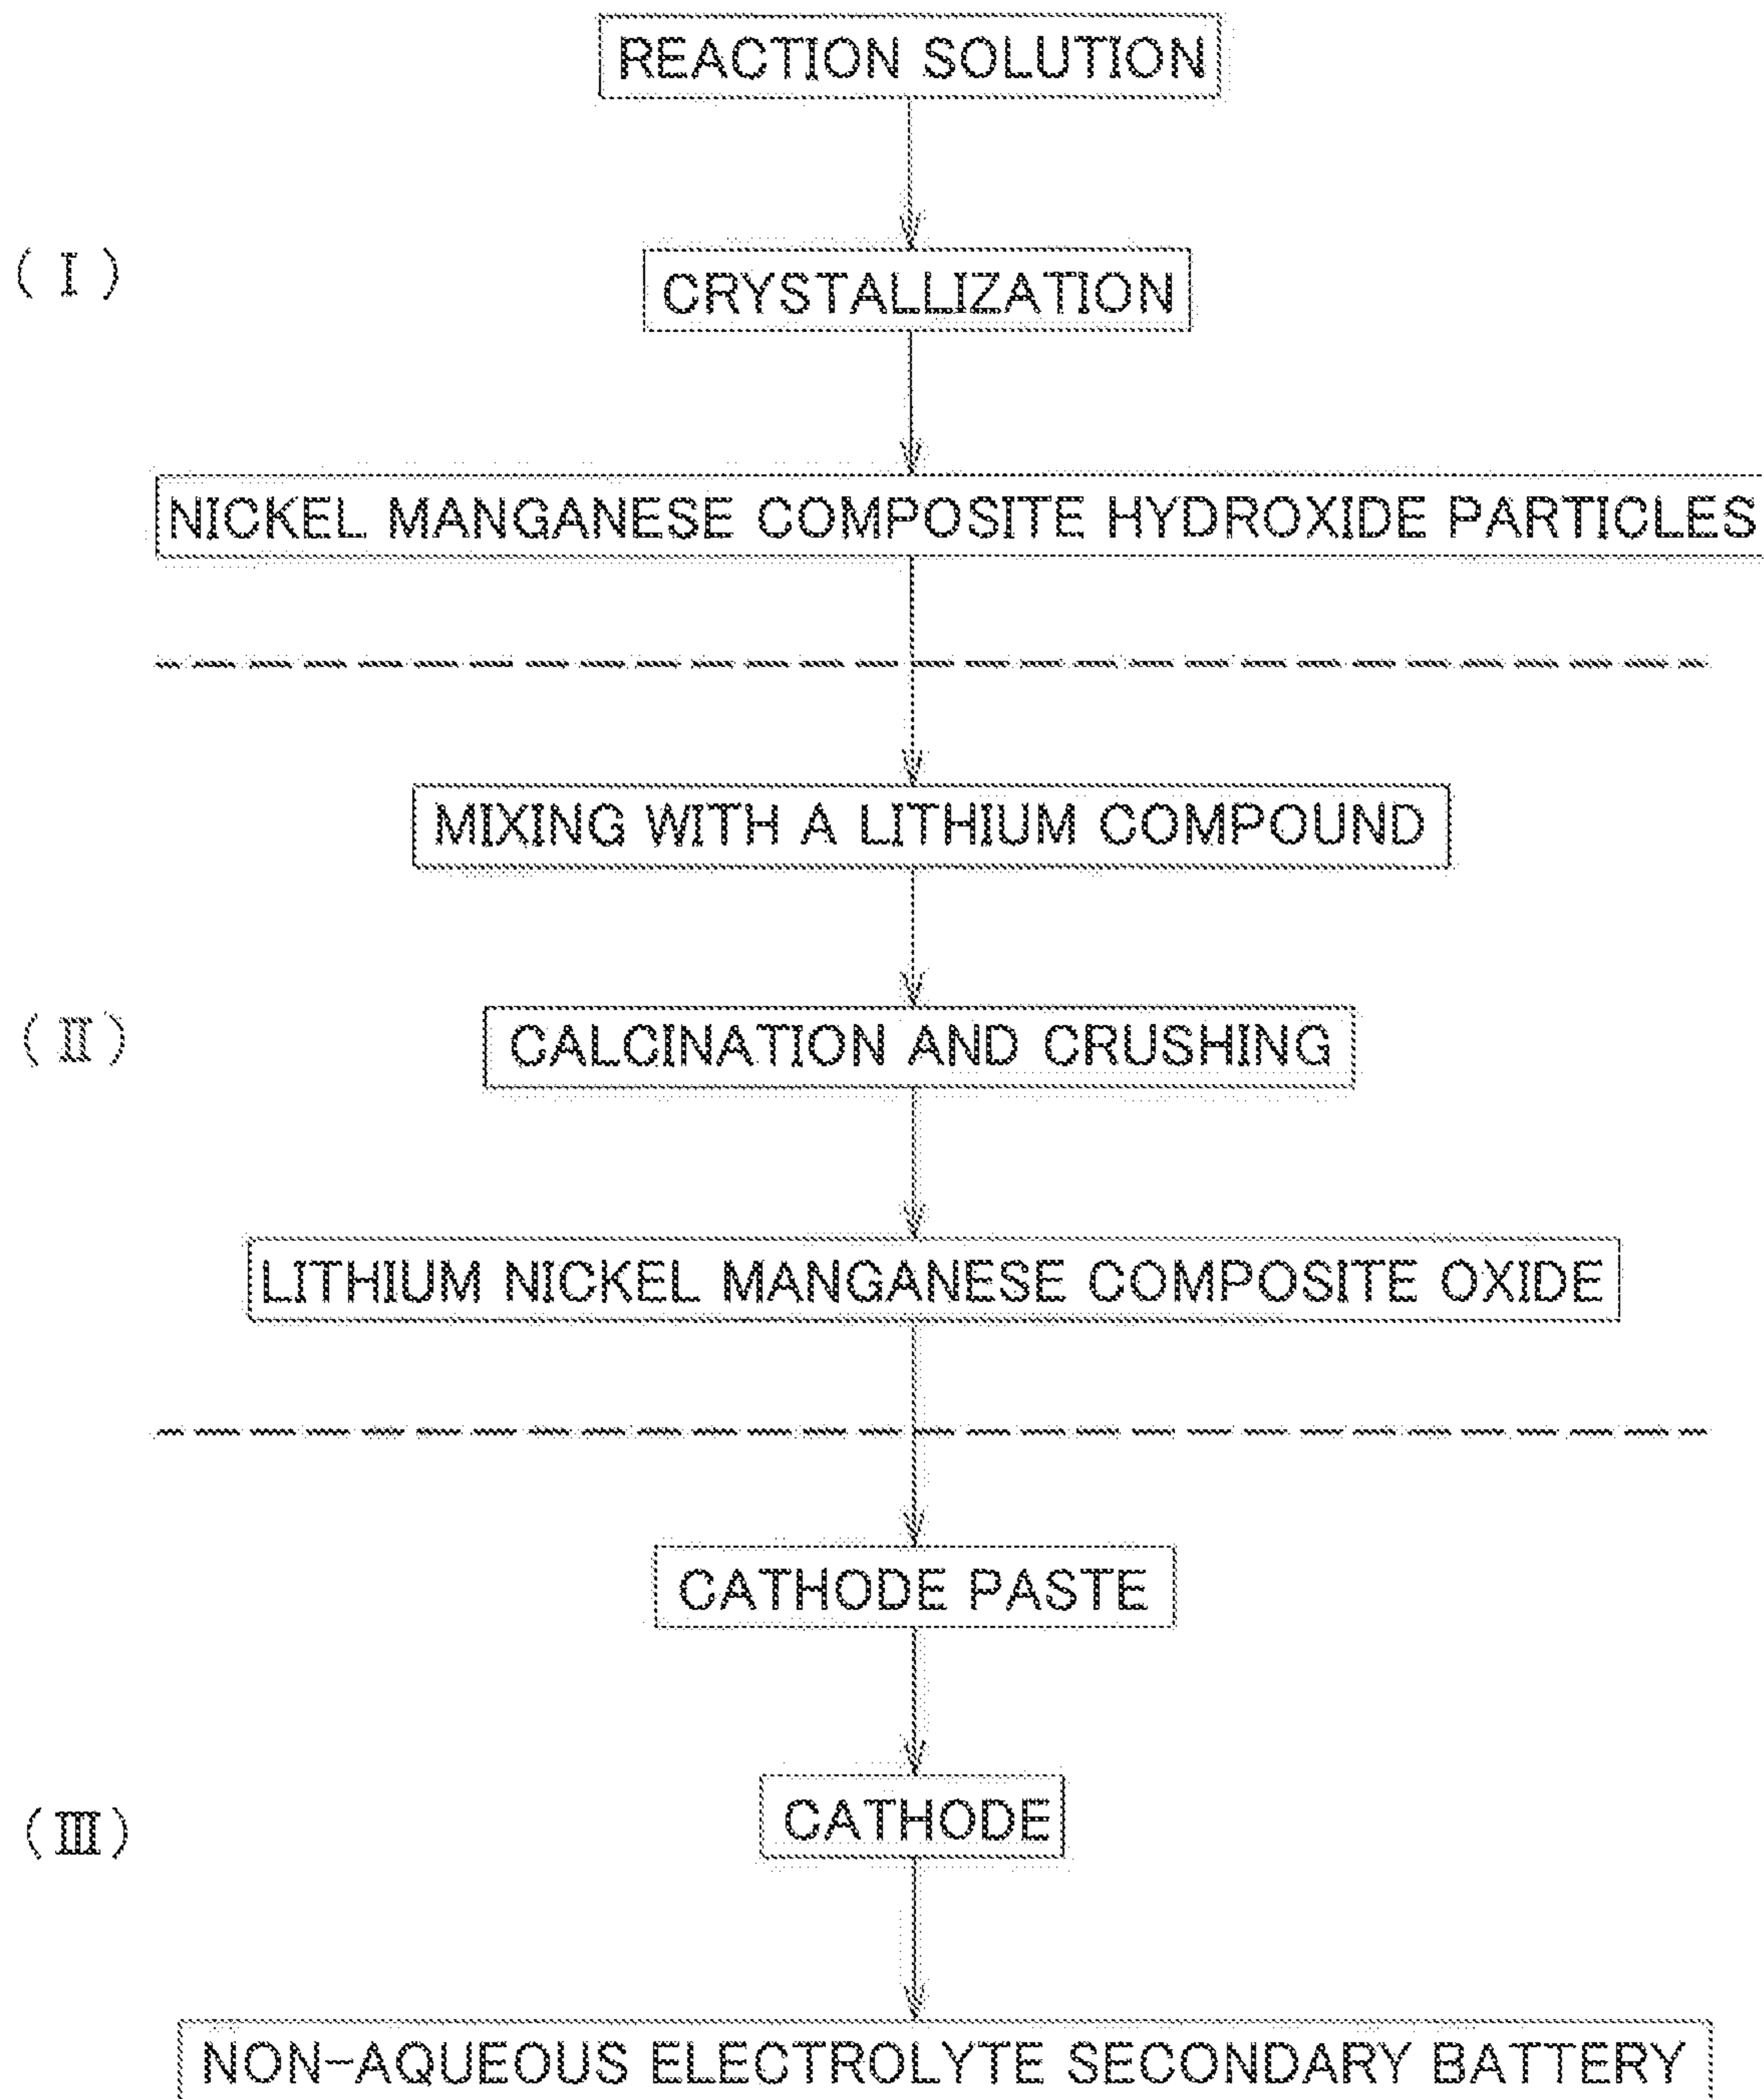 REACTION SOLUTION
( I )
CRYSTALLIZATION
NICKEL MANGANESE COMPOSITE HYDROXIDE PARTICLES
MIXING WITH A LITHIUM COMPOUND
( II )
CALCINATION AND CRUSHING
LITHIUM NICKEL MANGANESE COMPOSITE OXIDE
CATHODE PASTE
( III )
CATHODE
NON-AQUEOUS ELECTROLYTE SECONDARY BATTERY